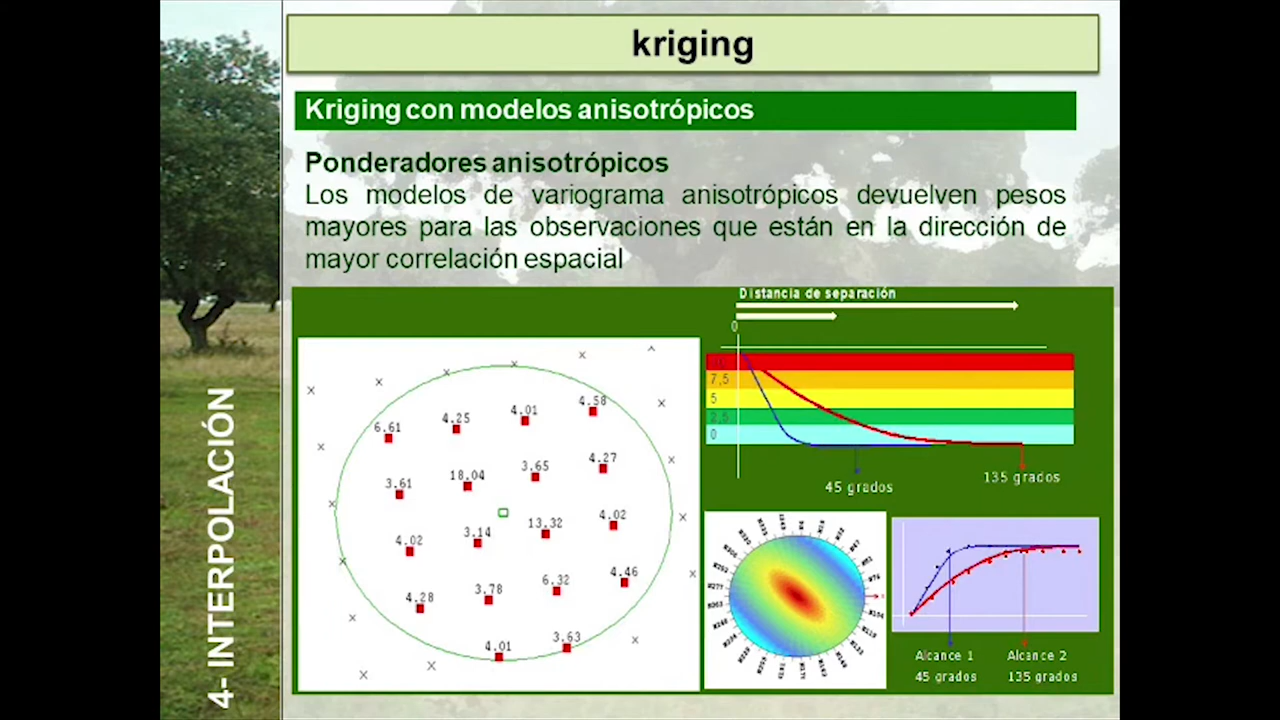 kriging
Kriging con modelos anisotrópicos
Ponderadores anisotrópicos
Los modelos de variograma anisotrópicos devuelven pesos
mayores para las observaciones que están en la dirección de
mayor correlación espacial
4- INTERPOLACIÓN
6.61
4.25
4.01
4.58
3.61
18.04
3.65
4.27
4.02
3.14
13.32
4.02
4.28
3.78
6.32
4.46
4.01
3.63
Distancia de separación
0
7,5
5
2,5
0
45 grados
135 grados
Alcance 1
45 grados
Alcance 2
135 grados